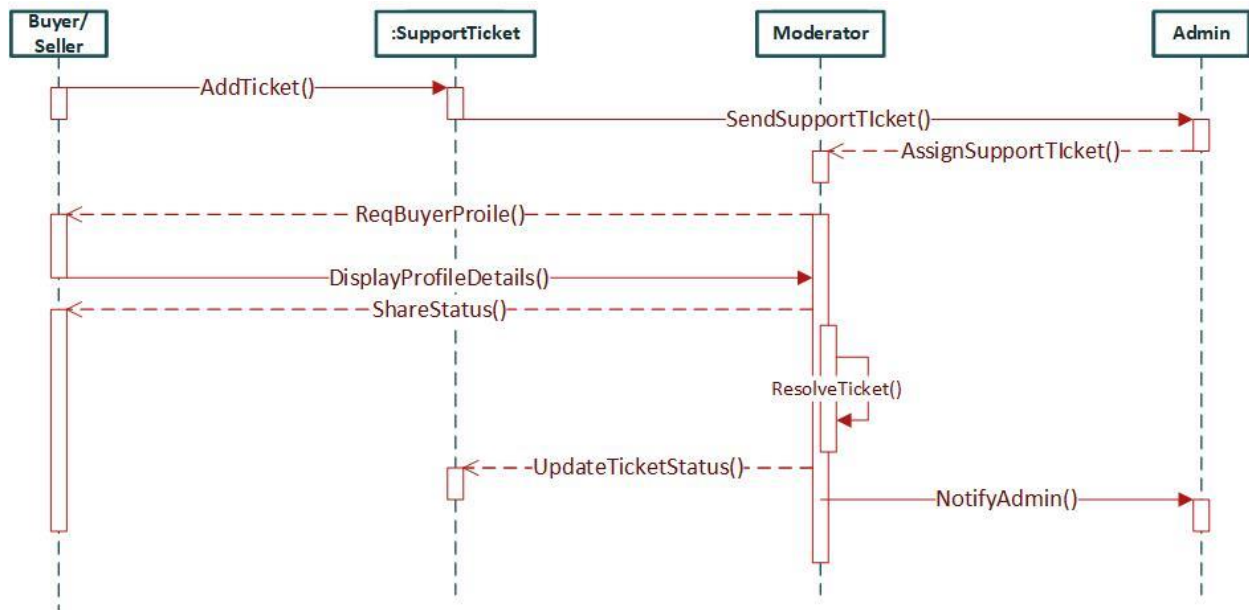 Buyer/
Seller
:SupportTicket
Moderator
Admin
AddTicket()
SendSupportTIcket()
AssignSupportTIcket()
ReqBuyerProile()
DisplayProfileDetails()
ShareStatus()
ResolveTicket()
UpdateTicketStatus()
NotifyAdmin()